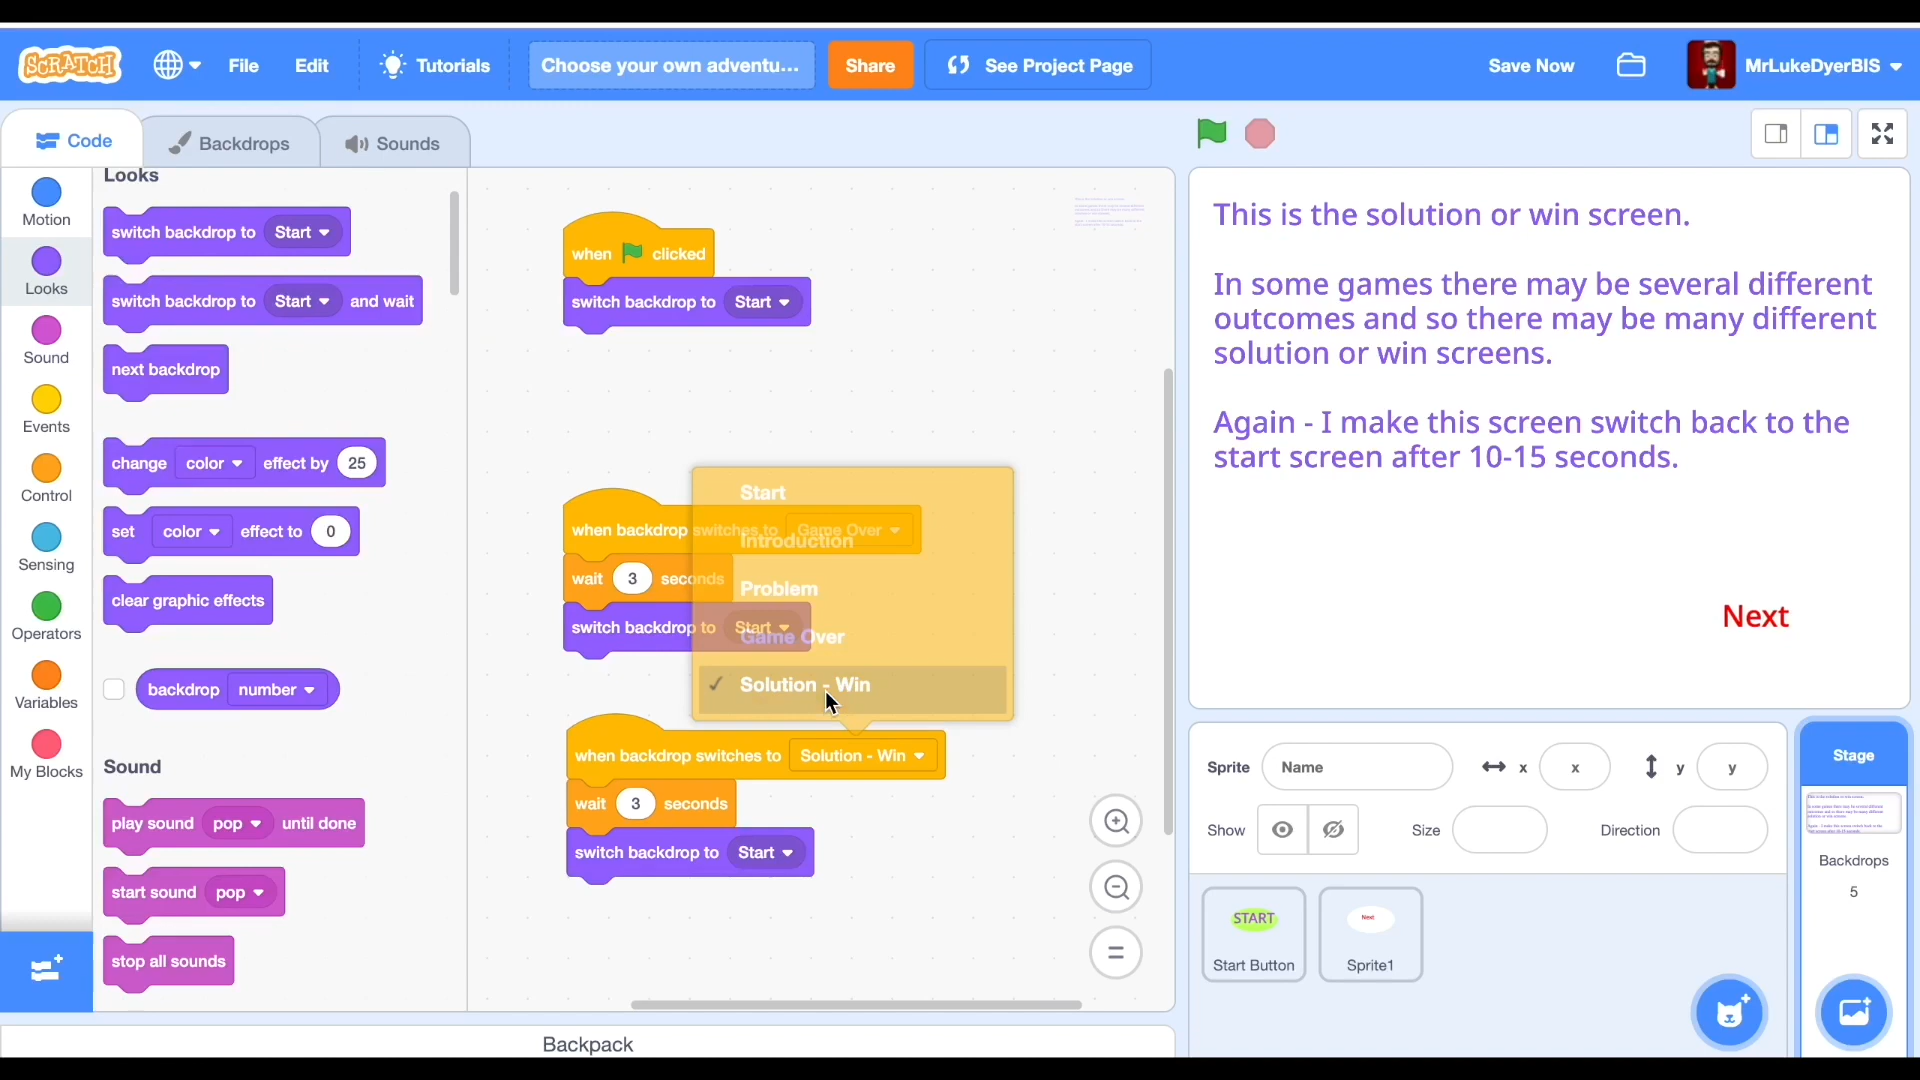 SCRATCH
File
Edit
Tutorials
Choose your own adventu...
Share
See Project Page
Save Now
MrLukeDyerBIS
Code
Backdrops
Sounds
Motion
Looks
Sound
Events
Control
Sensing
Operators
Variables
My Blocks
Looks
switch backdrop to Start
switch backdrop to Start and wait
next backdrop
change color effect by 25
set color effect to 0
clear graphic effects
backdrop number
Sound
play sound pop until done
start sound pop
stop all sounds
when clicked
switch backdrop to Start
when backdrop switches to Game Over
wait 3 seconds
switch backdrop to Start
Start
Introduction
Problem
Game Over
✓ Solution - Win
when backdrop switches to Solution - Win
wait 3 seconds
switch backdrop to Start
Backpack
This is the solution or win screen.
In some games there may be several different
outcomes and so there may be many different
solution or win screens.
Again - I make this screen switch back to the
start screen after 10-15 seconds.
Next
Sprite Name x x y y
Show Size Direction
START
Start Button
Next
Sprite1
Stage
Backdrops
5